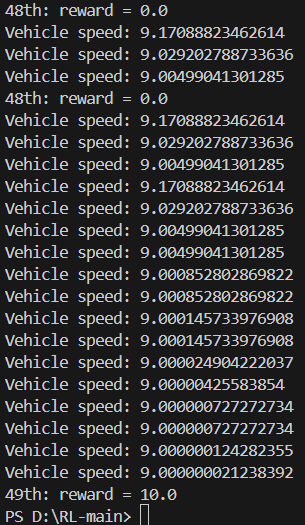 48th: reward = 0.0
Vehicle speed: 9.17088823462614
Vehicle speed: 9.029202788733636
Vehicle speed: 9.00499041301285
48th: reward = 0.0
Vehicle speed: 9.17088823462614
Vehicle speed: 9.029202788733636
Vehicle speed: 9.00499041301285
Vehicle speed: 9.17088823462614
Vehicle speed: 9.029202788733636
Vehicle speed: 9.00499041301285
Vehicle speed: 9.00499041301285
Vehicle speed: 9.000852802869822
Vehicle speed: 9.000852802869822
Vehicle speed: 9.000145733976908
Vehicle speed: 9.000145733976908
Vehicle speed: 9.000024904222037
Vehicle speed: 9.00000425583854
Vehicle speed: 9.000000727272734
Vehicle speed: 9.000000727272734
Vehicle speed: 9.000000124282355
Vehicle speed: 9.000000021238392
49th: reward = 10.0
PS D:\RL-main>